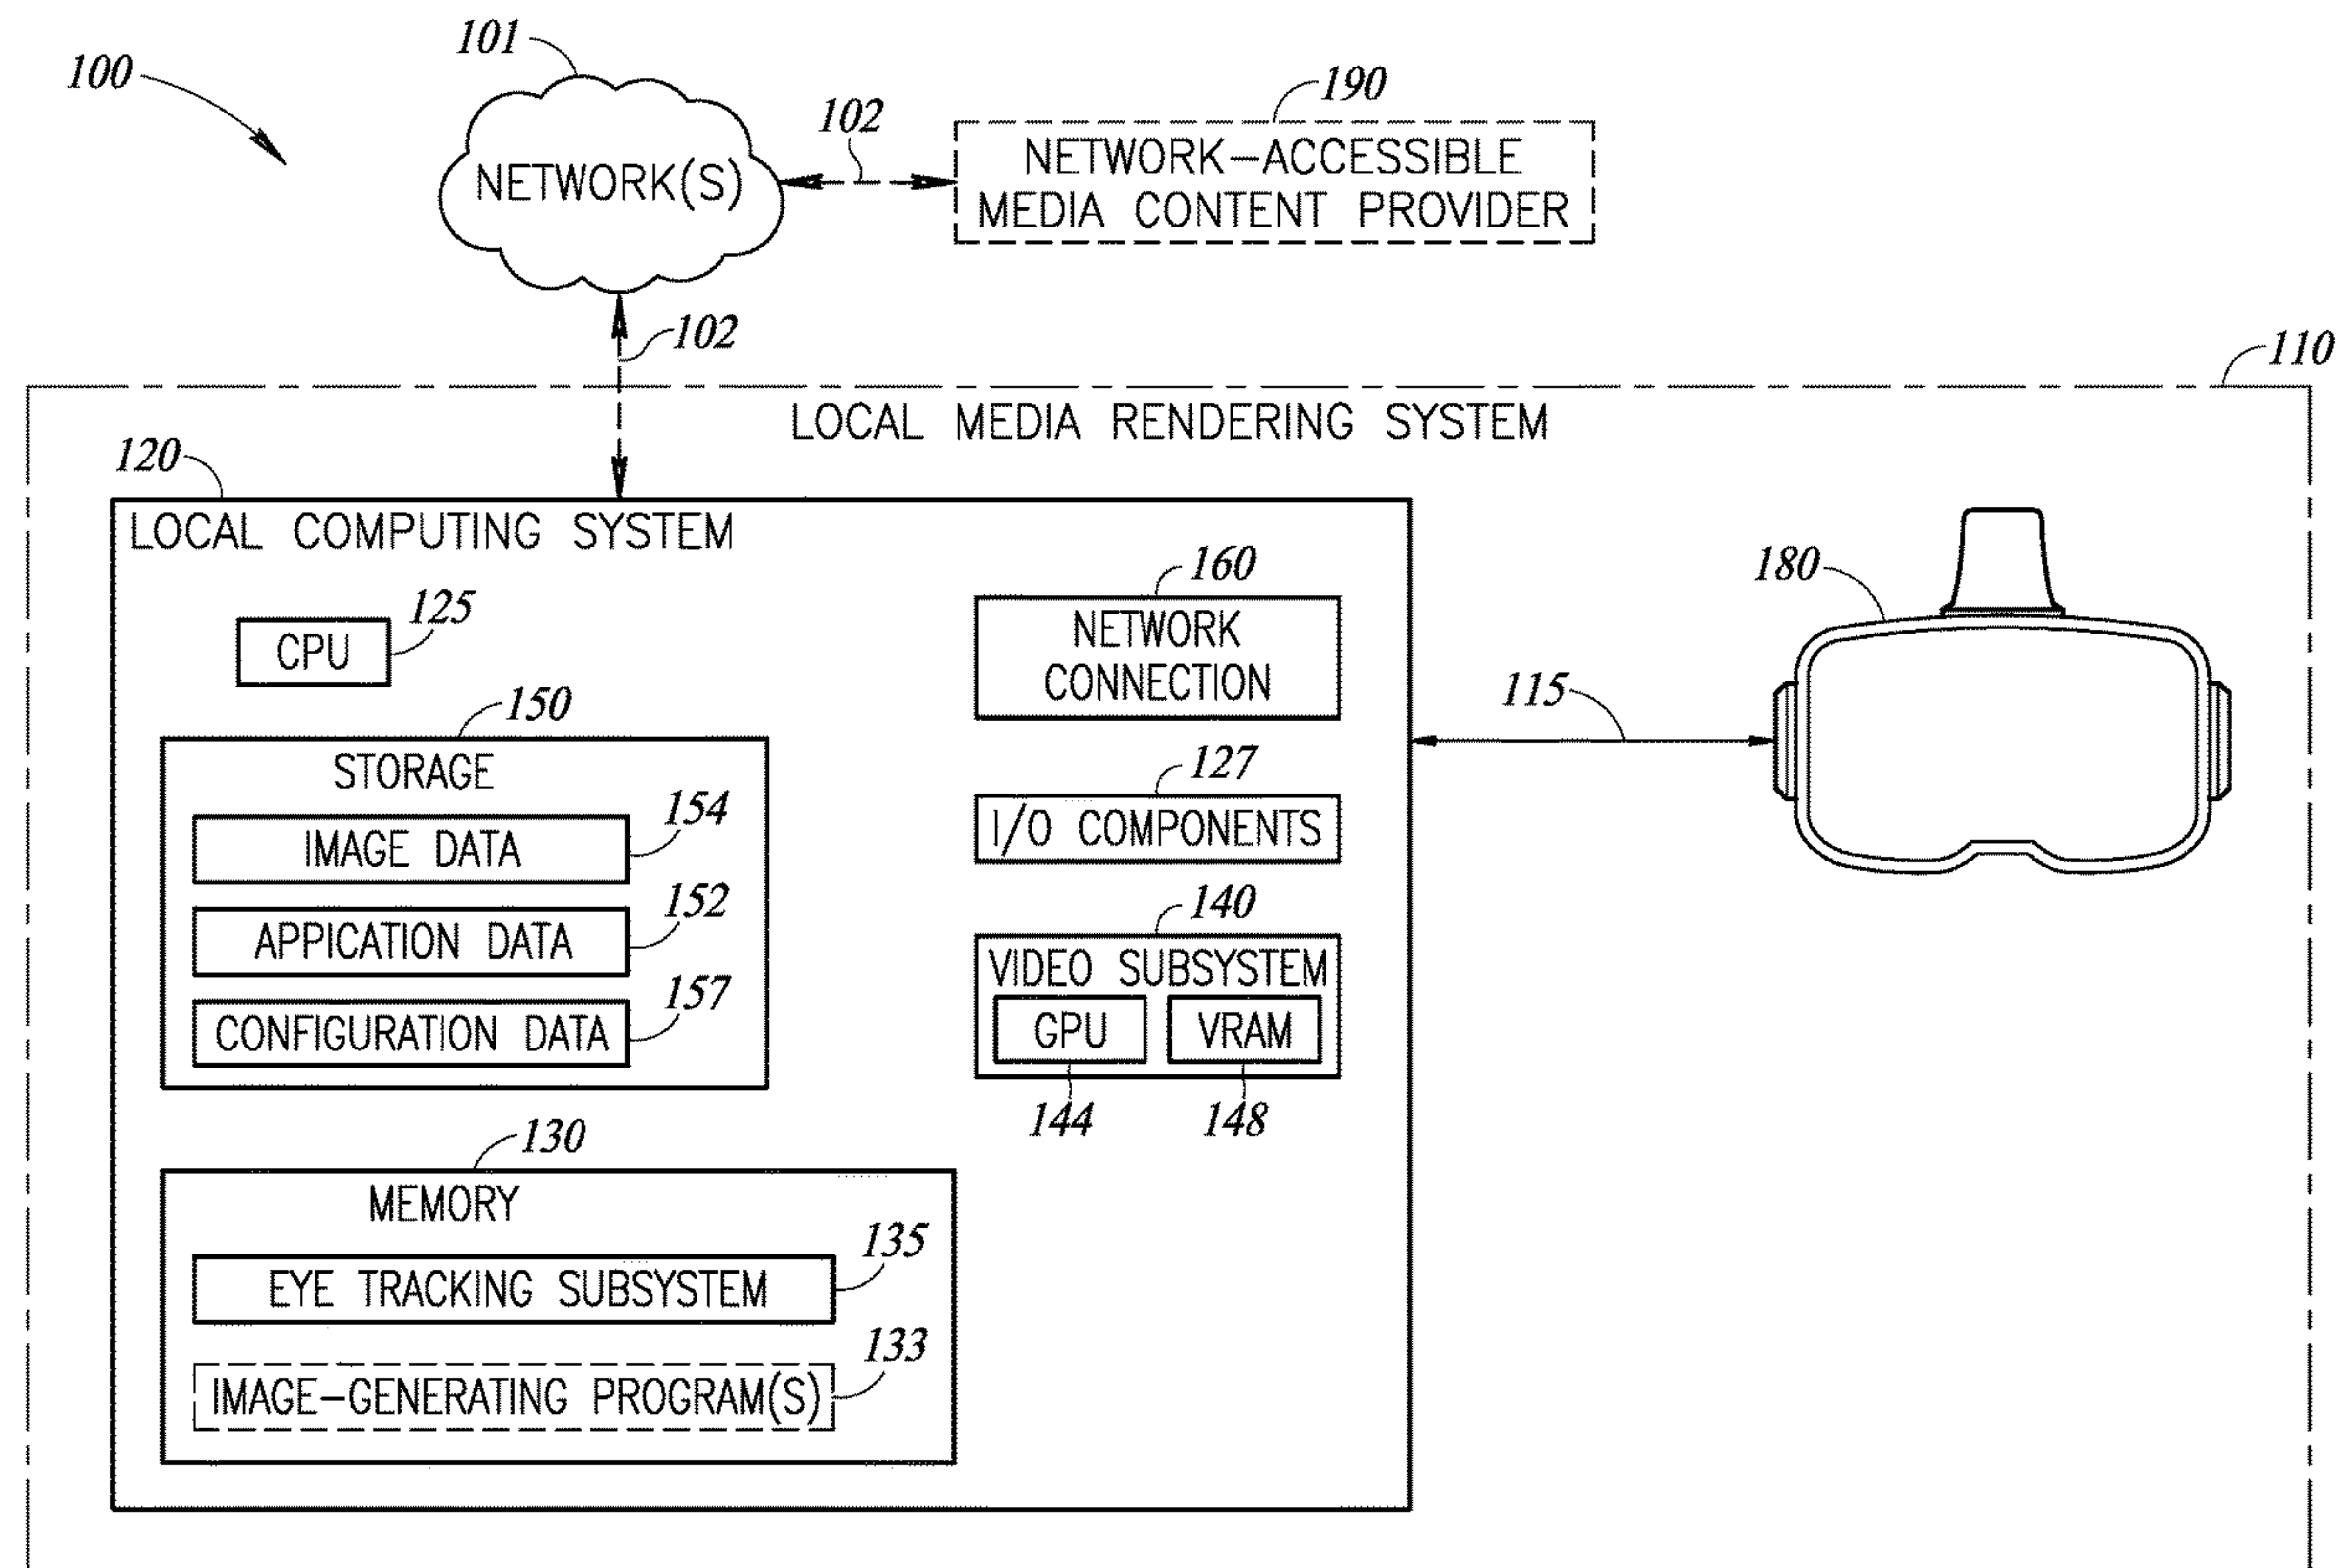 101
100
190
102
NETWORK(S)
NETWORK-ACCESSIBLE
MEDIA CONTENT PROVIDER
102
110
LOCAL MEDIA RENDERING SYSTEM
120
LOCAL COMPUTING SYSTEM
160
180
125
NETWORK
CONNECTION
CPU
115
150
STORAGE
127
154
I/O COMPONENTS
IMAGE DATA
152
140
APPICATION DATA
VIDEO SUBSYSTEM
157
GPU
VRAM
CONFIGURATION DATA
144
148
130
MEMORY
135
EYE TRACKING SUBSYSTEM
133
IMAGE-GENERATING PROGRAM(S)